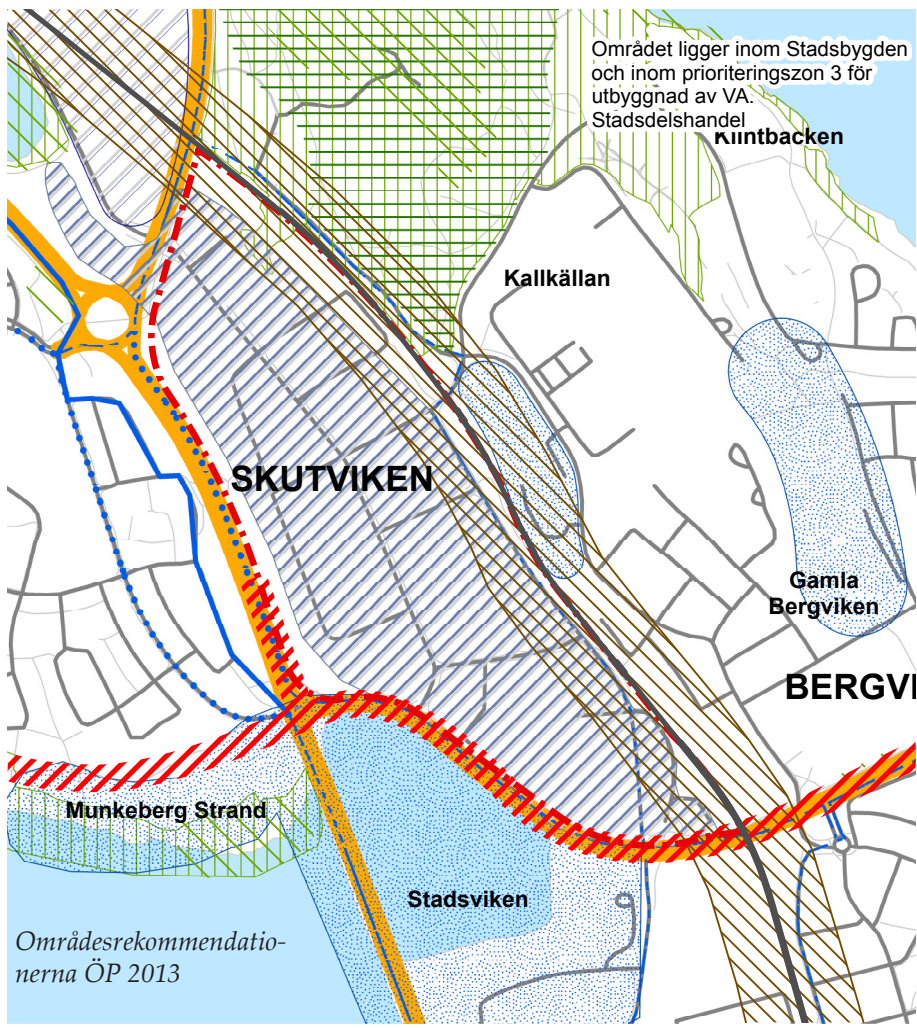 Området ligger inom Stadsbygden
och inom prioriteringszon 3 för
utbyggnad av VA.
Stadsdelshandel
Klintbacken
Kallkällan
SKUTVIKEN
Gamla
Bergviken
BERGVI
Munkeberg Strand
Stadsviken
Områdesrekommendatio-
nerna ÖP 2013